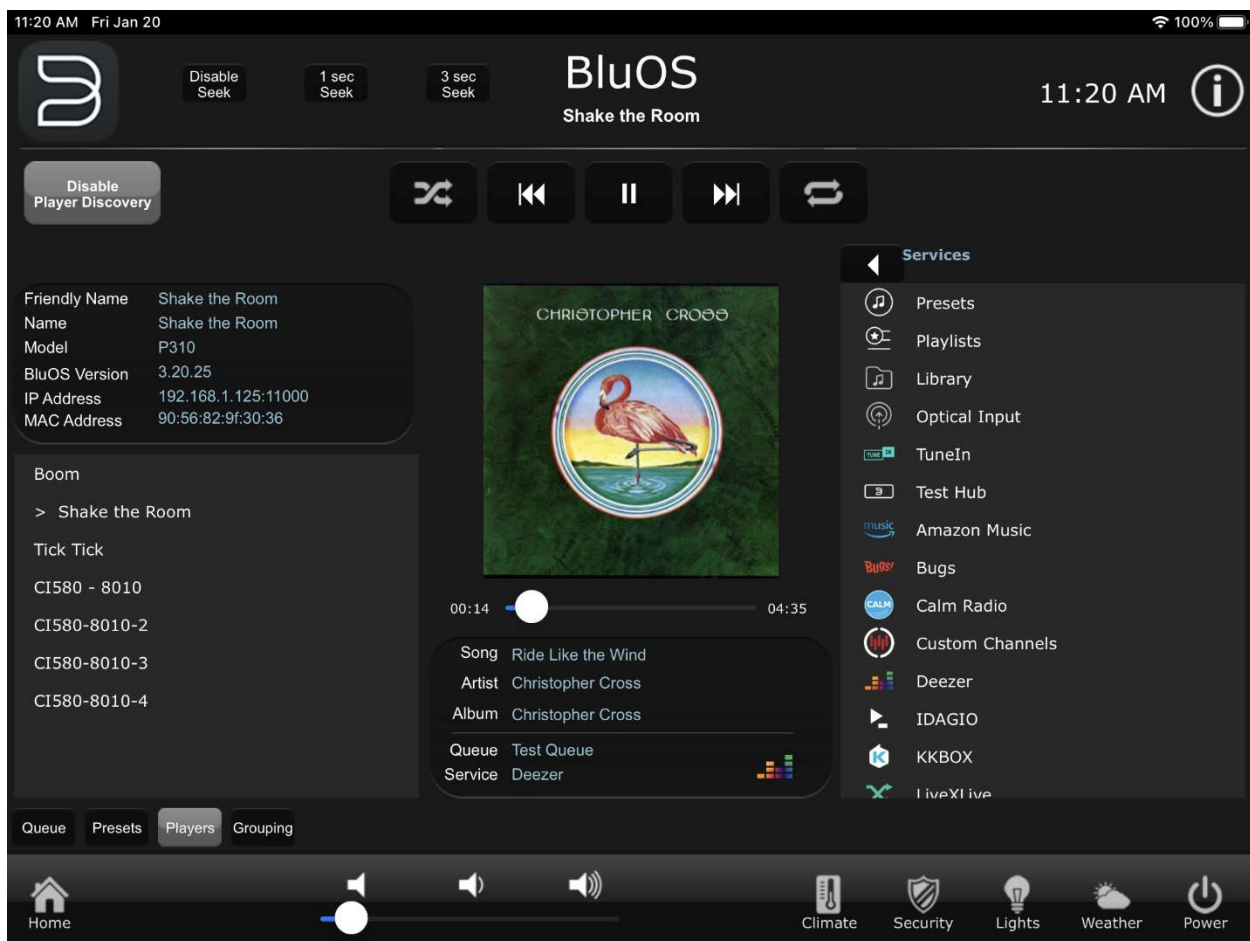 11:20 AM Fri Jan 20
100%
Disable
Seek
1 sec
Seek
3 sec
Seek
BluOS
Shake the Room
11:20 AM
Disable
Player Discovery
Friendly Name Shake the Room
Name Shake the Room
Model P310
BluOS Version 3.20.25
IP Address 192.168.1.125:11000
MAC Address 90:56:82:9f:30:36
Boom
> Shake the Room
Tick Tick
CI580 - 8010
CI580-8010-2
CI580-8010-3
CI580-8010-4
CHRISTOPHER CROSS
00:14 04:35
Song Ride Like the Wind
Artist Christopher Cross
Album Christopher Cross
Queue Test Queue
Service Deezer
Services
Presets
Playlists
Library
Optical Input
TUNE IN TuneIn
Test Hub
music Amazon Music
Bugs! Bugs
CALM Calm Radio
Custom Channels
Deezer
IDAGIO
KKBOX
LiveXLive
Queue Presets Players Grouping
Home
Climate Security Lights Weather Power